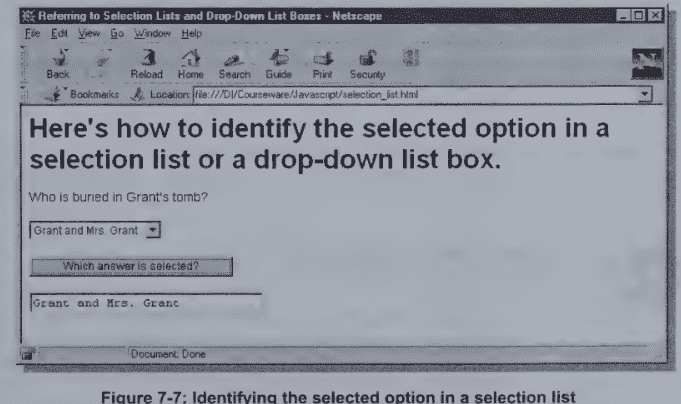 Referring to Selection Lists and Drop-Down List Boxes - Netscape
File Edit View Go Window Help
Back Reload Home Search Guide Print Security
N
Bookmarks Location: file:///D|/Courseware/Javascript/selection_list.html
Here's how to identify the selected option in a
selection list or a drop-down list box.
Who is buried in Grant's tomb?
Grant and Mrs. Grant
Which answer is selected?
Grant and Mrs. Grant
Document: Done
Figure 7-7: Identifying the selected option in a selection list